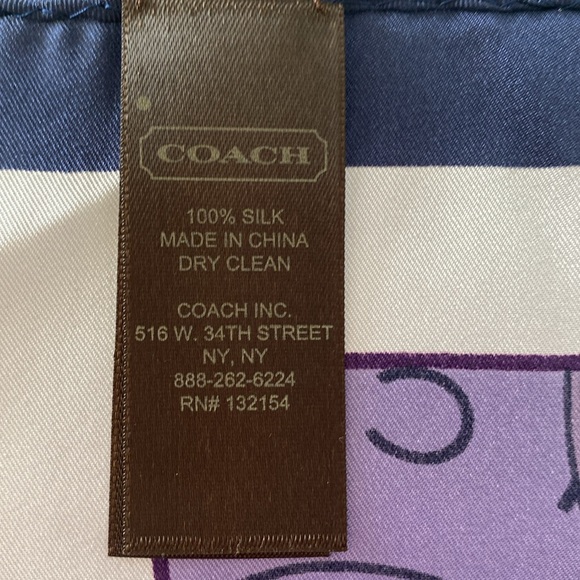 COACH
100% SILK
MADE IN CHINA
DRY CLEAN
COACH INC.
516 W. 34TH STREET
NY, NY
888-262-6224
RN# 132154